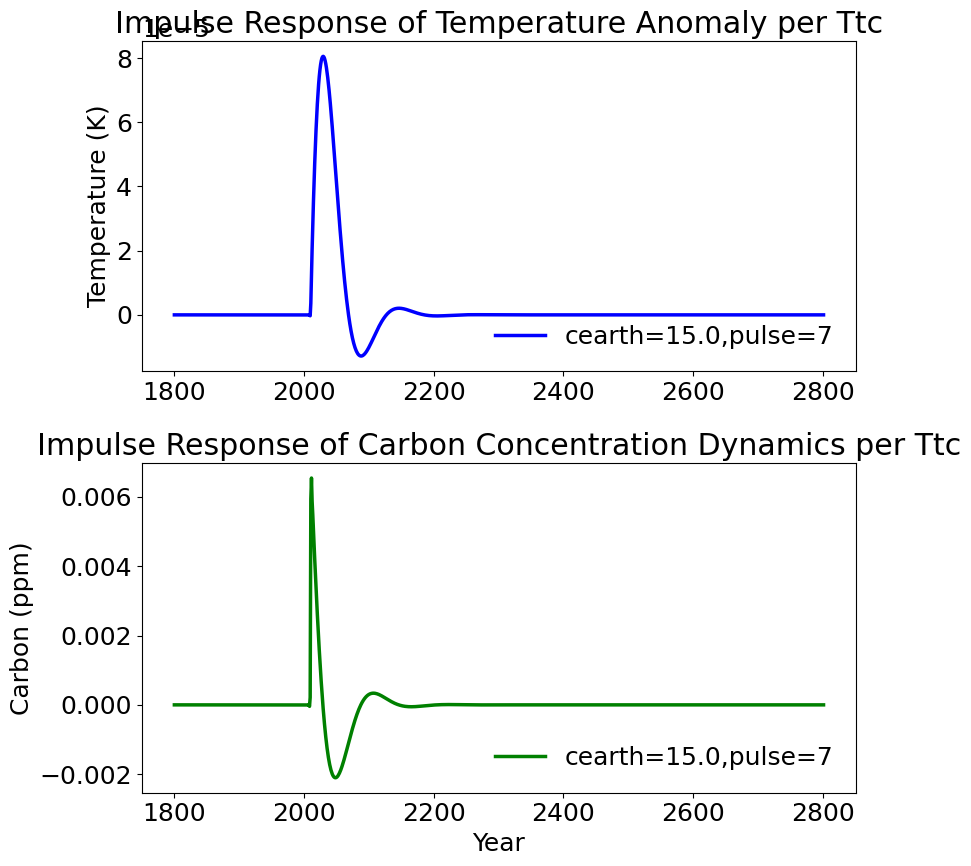 Impulse Response of Temperature Anomaly per Ttc
1e−5
8
6
4
2
0
Temperature (K)
cearth=15.0,pulse=7
1800 2000 2200 2400 2600 2800
Impulse Response of Carbon Concentration Dynamics per Ttc
0.006
0.004
0.002
0.000
−0.002
Carbon (ppm)
cearth=15.0,pulse=7
1800 2000 2200 2400 2600 2800
Year